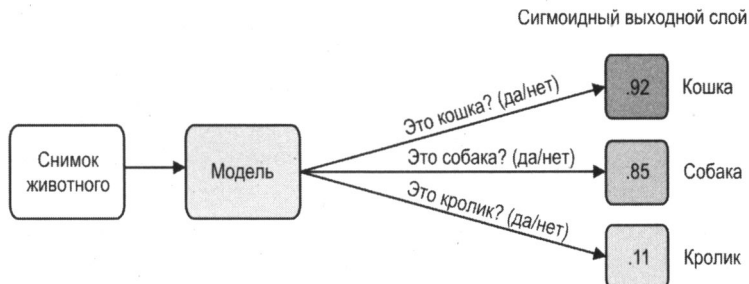 Сигмоидный выходной слой
Это кошка? (да/нет)
.92
Кошка
Снимок
животного
Модель
Это собака? (да/нет)
.85
Собака
Это кролик? (да/нет)
.11
Кролик